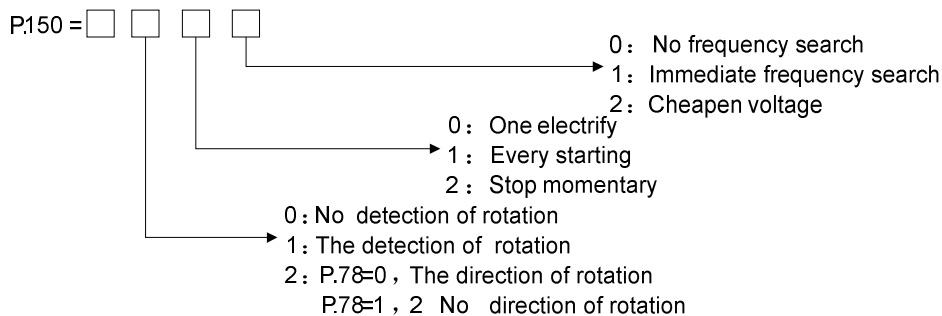 P.150 = □ □ □ □
0： No frequency search
1： Immediate frequency search
2： Cheapen voltage
0： One electrify
1： Every starting
2： Stop momentary
0：No detection of rotation
1：The detection of rotation
2：P.78=0，The direction of rotation
P.78=1，2 No direction of rotation